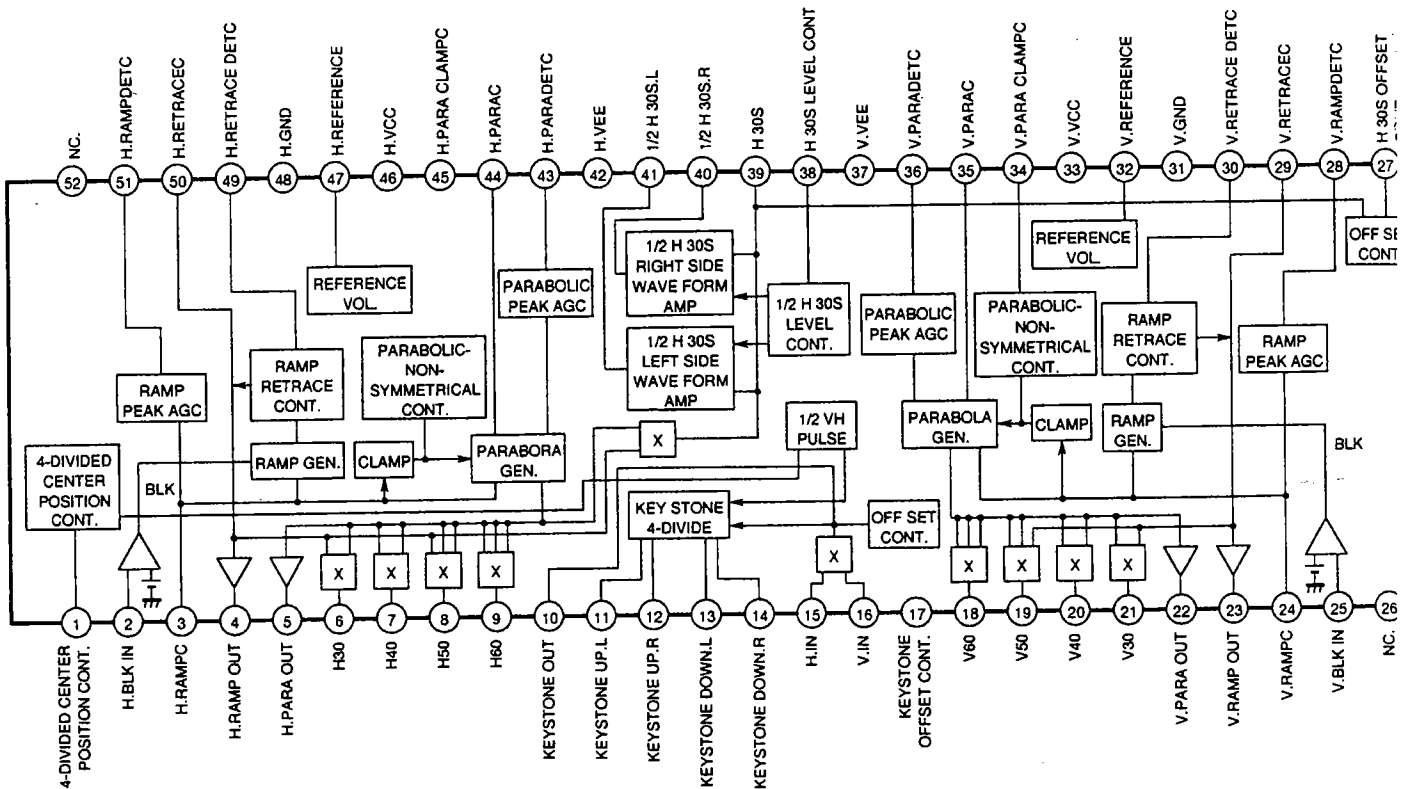 NC.
H.RAMPDETC
H.RETRACEC
H.RETRACE DETC
H.GND
H.REFERENCE
H.VCC
H.PARA CLAMPC
H.PARAC
H.PARADETC
H.VEE
1/2 H 30S.L
1/2 H 30S.R
H 30S
H 30S LEVEL CONT
V.VEE
V.PARADETC
V.PARAC
V.PARA CLAMPC
V.VCC
V.REFERENCE
V.GND
V.RETRACE DETC
V.RETRACEC
V.RAMPDETC
H 30S OFFSET
52
51
50
49
48
47
46
45
44
43
42
41
40
39
38
37
36
35
34
33
32
31
30
29
28
27
REFERENCE
VOL.
PARABOLIC
PEAK AGC
1/2 H 30S
RIGHT SIDE
WAVE FORM
AMP
1/2 H 30S
LEVEL
CONT.
1/2 H 30S
LEFT SIDE
WAVE FORM
AMP
PARABOLIC
PEAK AGC
PARABOLIC-
NON-
SYMMETRICAL
CONT.
REFERENCE
VOL.
RAMP
RETRACE
CONT.
RAMP
PEAK AGC
OFF SE
CONT
RAMP
PEAK AGC
RAMP
RETRACE
CONT.
PARABOLIC-
NON-
SYMMETRICAL
CONT.
4-DIVIDED
CENTER
POSITION
CONT.
BLK
RAMP GEN.
CLAMP
PARABORA
GEN.
X
1/2 VH
PULSE
PARABOLA
GEN.
CLAMP
RAMP
GEN.
BLK
KEY STONE
4-DIVIDE
OFF SET
CONT.
X
X
X
X
X
X
X
X
X
1
2
3
4
5
6
7
8
9
10
11
12
13
14
15
16
17
18
19
20
21
22
23
24
25
26
4-DIVIDED CENTER
POSITION CONT.
H.BLK IN
H.RAMPC
H.RAMP OUT
H.PARA OUT
H30
H40
H50
H60
KEYSTONE OUT
KEYSTONE UP.L
KEYSTONE UP.R
KEYSTONE DOWN.L
KEYSTONE DOWN.R
H.IN
V.IN
KEYSTONE
OFFSET CONT.
V60
V50
V40
V30
V.PARA OUT
V.RAMP OUT
V.RAMPC
V.BLK IN
NC.